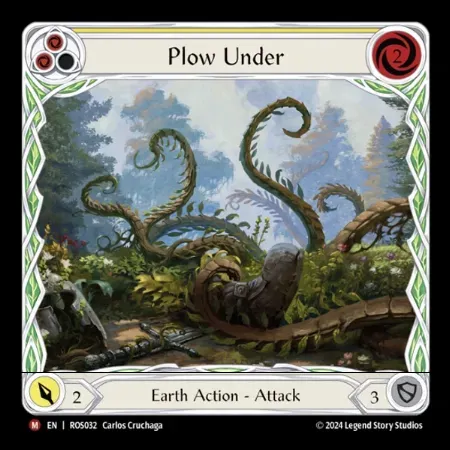 Plow Under
2
2
Earth Action - Attack
3
M EN | ROS032 Carlos Cruchaga
© 2024 Legend Story Studios